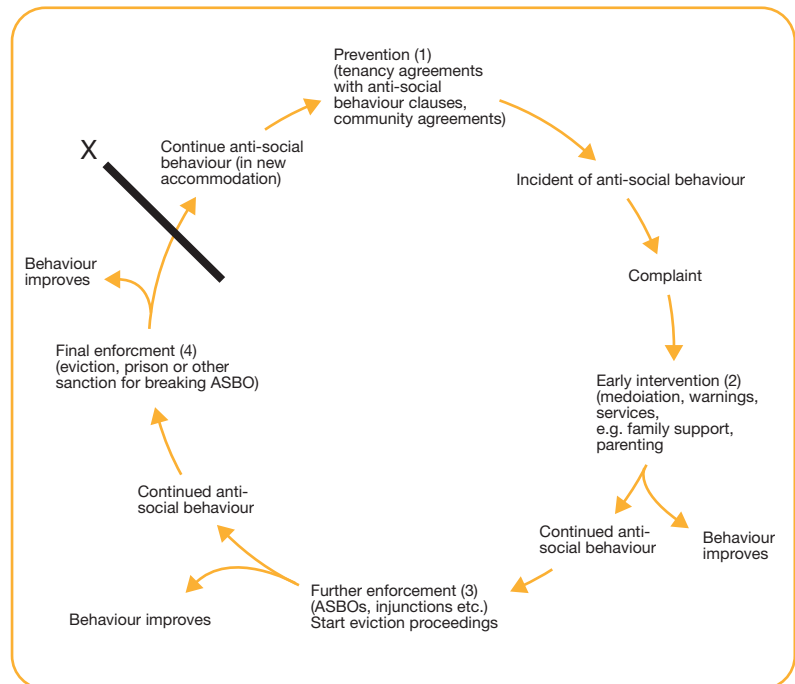 Prevention (1)
(tenancy agreements
with anti-social
behaviour clauses,
community agreements)
Incident of anti-social behaviour
Complaint
Early intervention (2)
(medoiation, warnings,
services,
e.g. family support,
parenting
Behaviour
improves
Continued anti-
social behaviour
Further enforcement (3)
(ASBOs, injunctions etc.)
Start eviction proceedings
Behaviour improves
Continued anti-
social behaviour
Final enforcment (4)
(eviction, prison or other
sanction for breaking ASBO)
Behaviour
improves
X
Continue anti-social
behaviour (in new
accommodation)